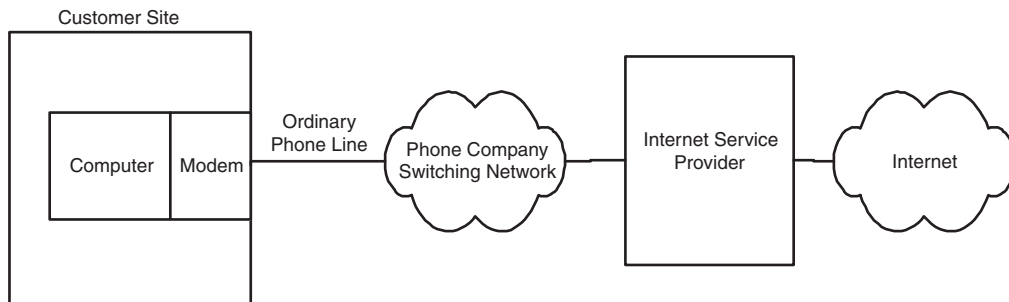 Customer Site
Computer
Modem
Ordinary
Phone Line
Phone Company
Switching Network
Internet Service
Provider
Internet